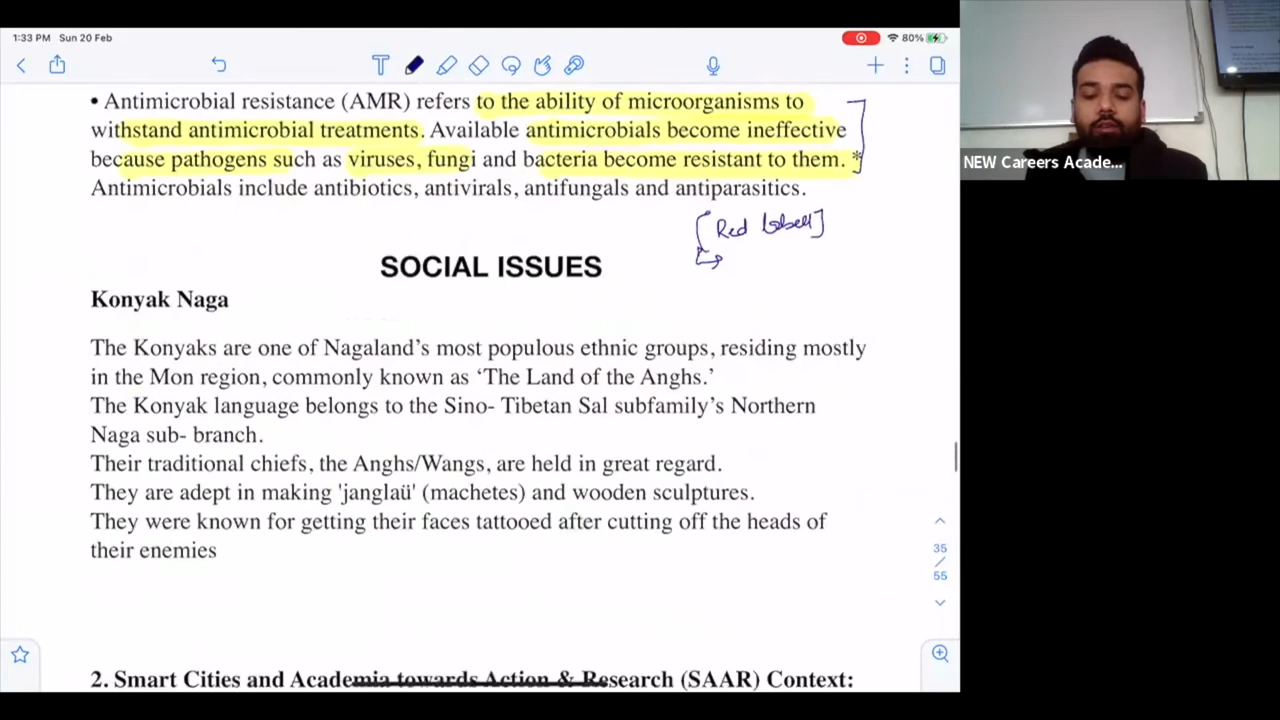 1:33 PM Sun 20 Feb
80%
• Antimicrobial resistance (AMR) refers to the ability of microorganisms to
withstand antimicrobial treatments. Available antimicrobials become ineffective
because pathogens such as viruses, fungi and bacteria become resistant to them. *
Antimicrobials include antibiotics, antivirals, antifungals and antiparasitics.
[Red label]
SOCIAL ISSUES
Konyak Naga
The Konyaks are one of Nagaland's most populous ethnic groups, residing mostly
in the Mon region, commonly known as ‘The Land of the Anghs.’
The Konyak language belongs to the Sino- Tibetan Sal subfamily's Northern
Naga sub- branch.
Their traditional chiefs, the Anghs/Wangs, are held in great regard.
They are adept in making 'janglaü' (machetes) and wooden sculptures.
They were known for getting their faces tattooed after cutting off the heads of
their enemies
35
/
55
2. Smart Cities and Academia towards Action & Research (SAAR) Context:
NEW Careers Acade...